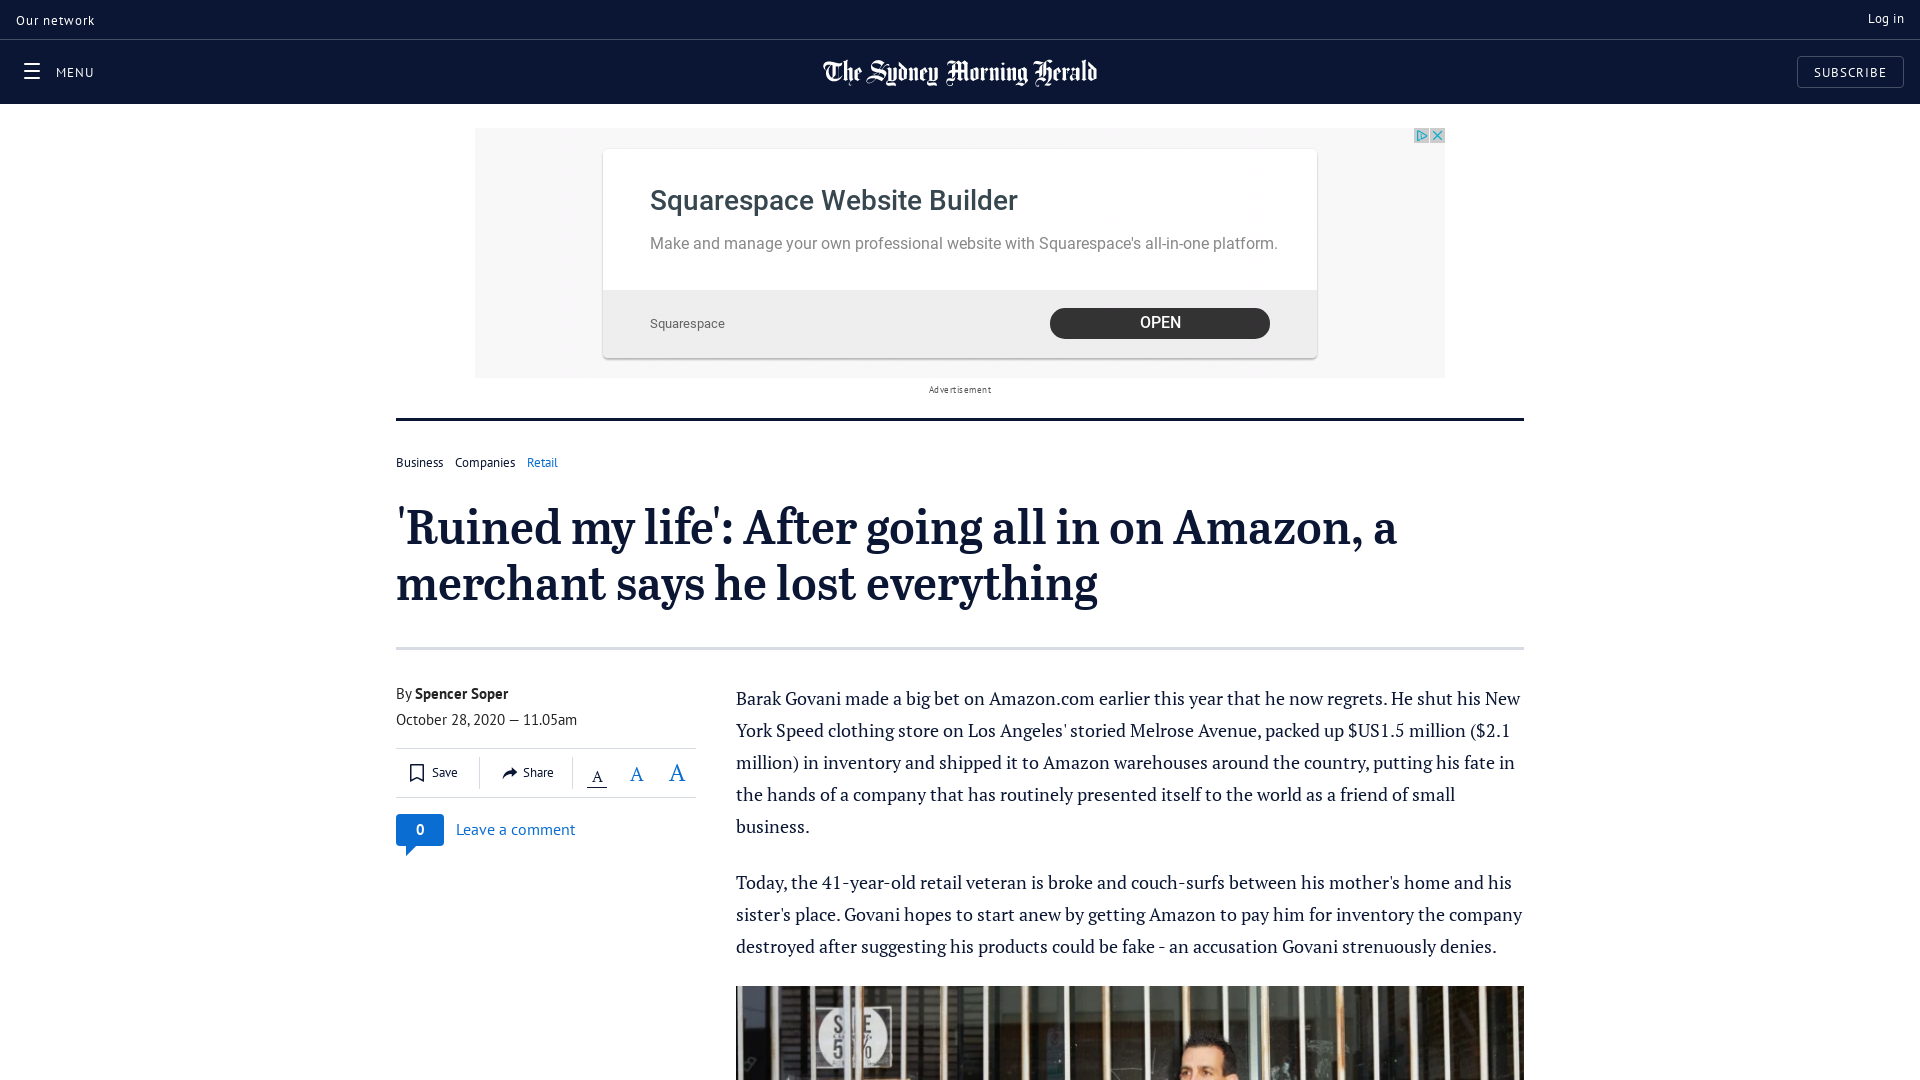 Our network
Log in
MENU
The Sydney Morning Herald
SUBSCRIBE
Squarespace Website Builder
Make and manage your own professional website with Squarespace's all-in-one platform.
Squarespace
OPEN
Advertisement
Business Companies Retail
'Ruined my life': After going all in on Amazon, a
merchant says he lost everything
By Spencer Soper
October 28, 2020 — 11.05am
Save
Share
A A A
0
Leave a comment
Barak Govani made a big bet on Amazon.com earlier this year that he now regrets. He shut his New
York Speed clothing store on Los Angeles' storied Melrose Avenue, packed up $US1.5 million ($2.1
million) in inventory and shipped it to Amazon warehouses around the country, putting his fate in
the hands of a company that has routinely presented itself to the world as a friend of small
business.
Today, the 41-year-old retail veteran is broke and couch-surfs between his mother's home and his
sister's place. Govani hopes to start anew by getting Amazon to pay him for inventory the company
destroyed after suggesting his products could be fake - an accusation Govani strenuously denies.